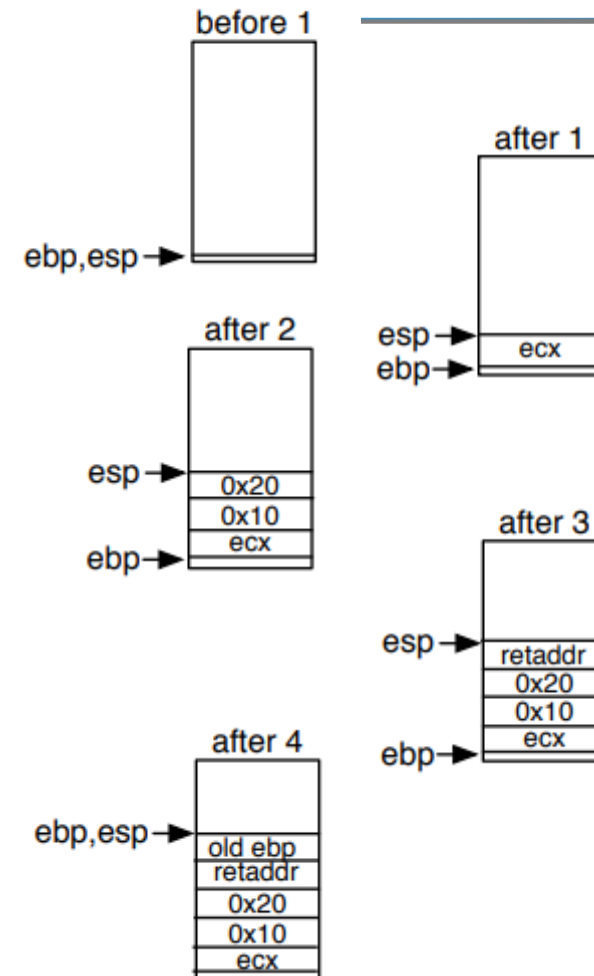 before 1
ebp,esp
after 1
esp
ecx
ebp
after 2
esp
0x20
0x10
ecx
ebp
after 3
esp
retaddr
0x20
0x10
ecx
ebp
after 4
ebp,esp
old ebp
retaddr
0x20
0x10
ecx